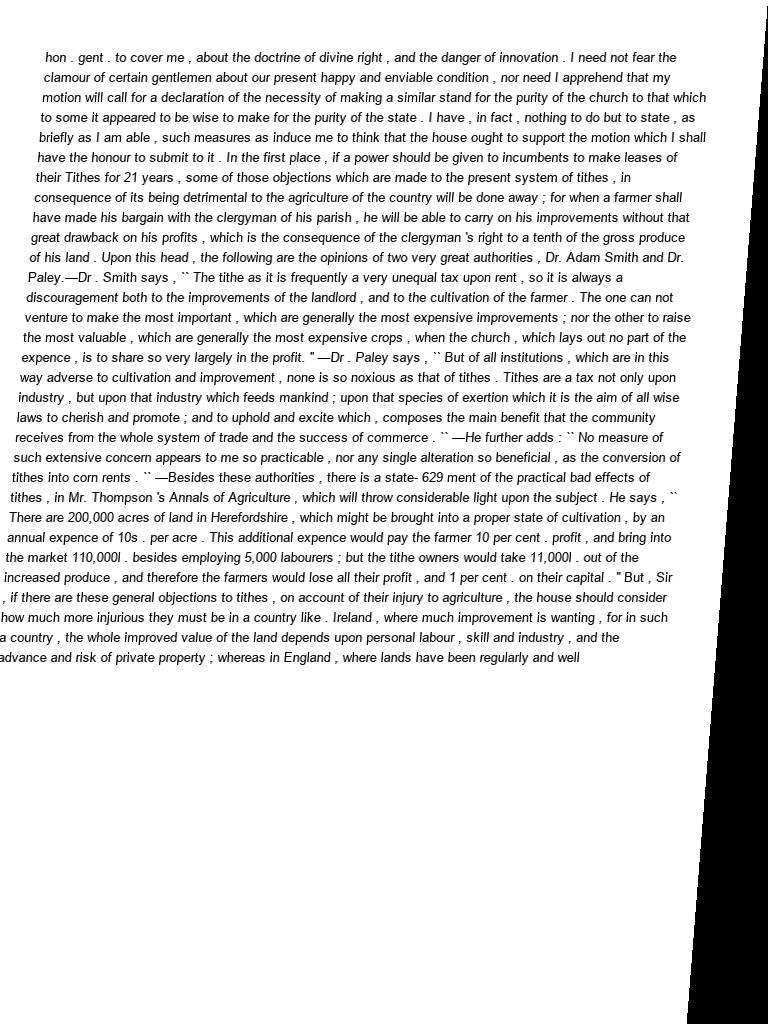 hon . gent . to cover me , about the doctrine of divine right , and the danger of innovation . I need not fear the
clamour of certain gentlemen about our present happy and enviable condition , nor need I apprehend that my
motion will call for a declaration of the necessity of making a similar stand for the purity of the church to that which
to some it appeared to be wise to make for the purity of the state . I have , in fact , nothing to do but to state , as
briefly as I am able , such measures as induce me to think that the house ought to support the motion which I shall
have the honour to submit to it . In the first place , if a power should be given to incumbents to make leases of
their Tithes for 21 years , some of those objections which are made to the present system of tithes , in
consequence of its being detrimental to the agriculture of the country will be done away ; for when a farmer shall
have made his bargain with the clergyman of his parish , he will be able to carry on his improvements without that
great drawback on his profits , which is the consequence of the clergyman 's right to a tenth of the gross produce
of his land . Upon this head , the following are the opinions of two very great authorities , Dr. Adam Smith and Dr.
Paley.—Dr . Smith says , `` The tithe as it is frequently a very unequal tax upon rent , so it is always a
discouragement both to the improvements of the landlord , and to the cultivation of the farmer . The one can not
venture to make the most important , which are generally the most expensive improvements ; nor the other to raise
the most valuable , which are generally the most expensive crops , when the church , which lays out no part of the
expence , is to share so very largely in the profit. " —Dr . Paley says , `` But of all institutions , which are in this
way adverse to cultivation and improvement , none is so noxious as that of tithes . Tithes are a tax not only upon
industry , but upon that industry which feeds mankind ; upon that species of exertion which it is the aim of all wise
laws to cherish and promote ; and to uphold and excite which , composes the main benefit that the community
receives from the whole system of trade and the success of commerce . `` —He further adds : `` No measure of
such extensive concern appears to me so practicable , nor any single alteration so beneficial , as the conversion of
tithes into corn rents . `` —Besides these authorities , there is a state- 629 ment of the practical bad effects of
tithes , in Mr. Thompson 's Annals of Agriculture , which will throw considerable light upon the subject . He says , ``
There are 200,000 acres of land in Herefordshire , which might be brought into a proper state of cultivation , by an
annual expence of 10s . per acre . This additional expence would pay the farmer 10 per cent . profit , and bring into
the market 110,000l . besides employing 5,000 labourers ; but the tithe owners would take 11,000l . out of the
increased produce , and therefore the farmers would lose all their profit , and 1 per cent . on their capital . " But , Sir
, if there are these general objections to tithes , on account of their injury to agriculture , the house should consider
how much more injurious they must be in a country like . Ireland , where much improvement is wanting , for in such
a country , the whole improved value of the land depends upon personal labour , skill and industry , and the
advance and risk of private property ; whereas in England , where lands have been regularly and well